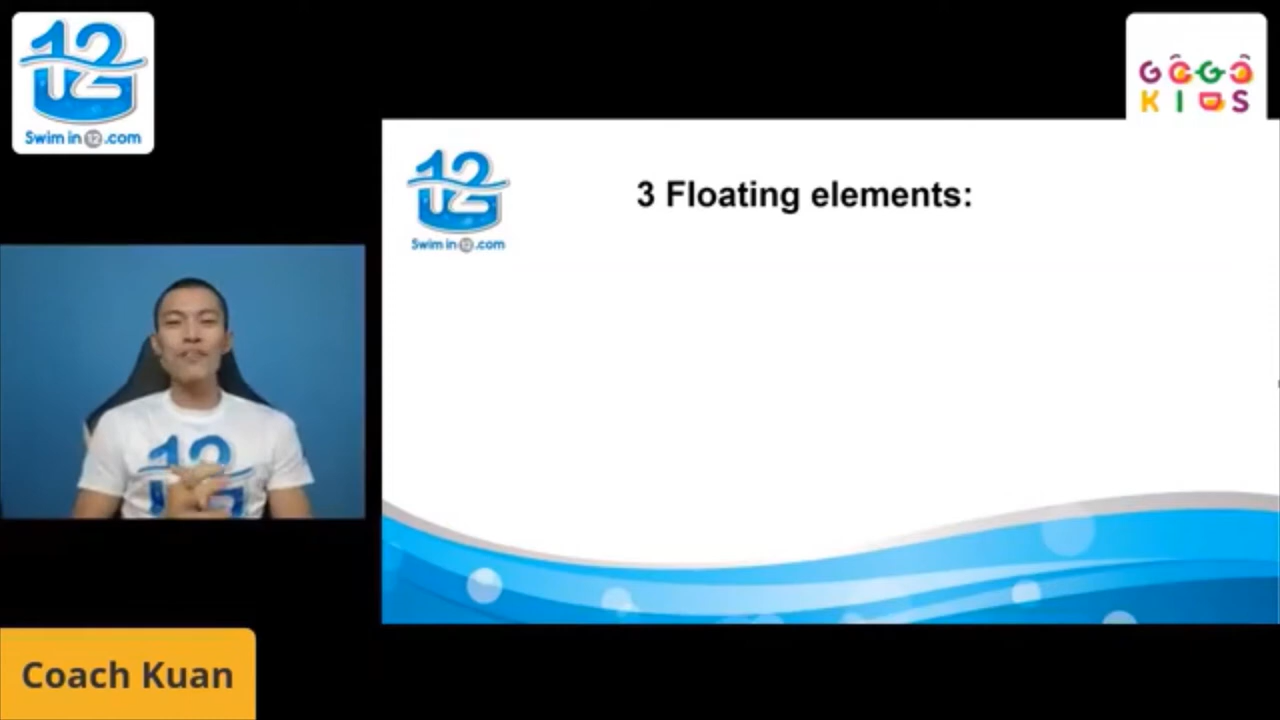 12
Swim in 12 .com
GOGO
KIDS
12
Swim in 12 .com
3 Floating elements:
12
Coach Kuan